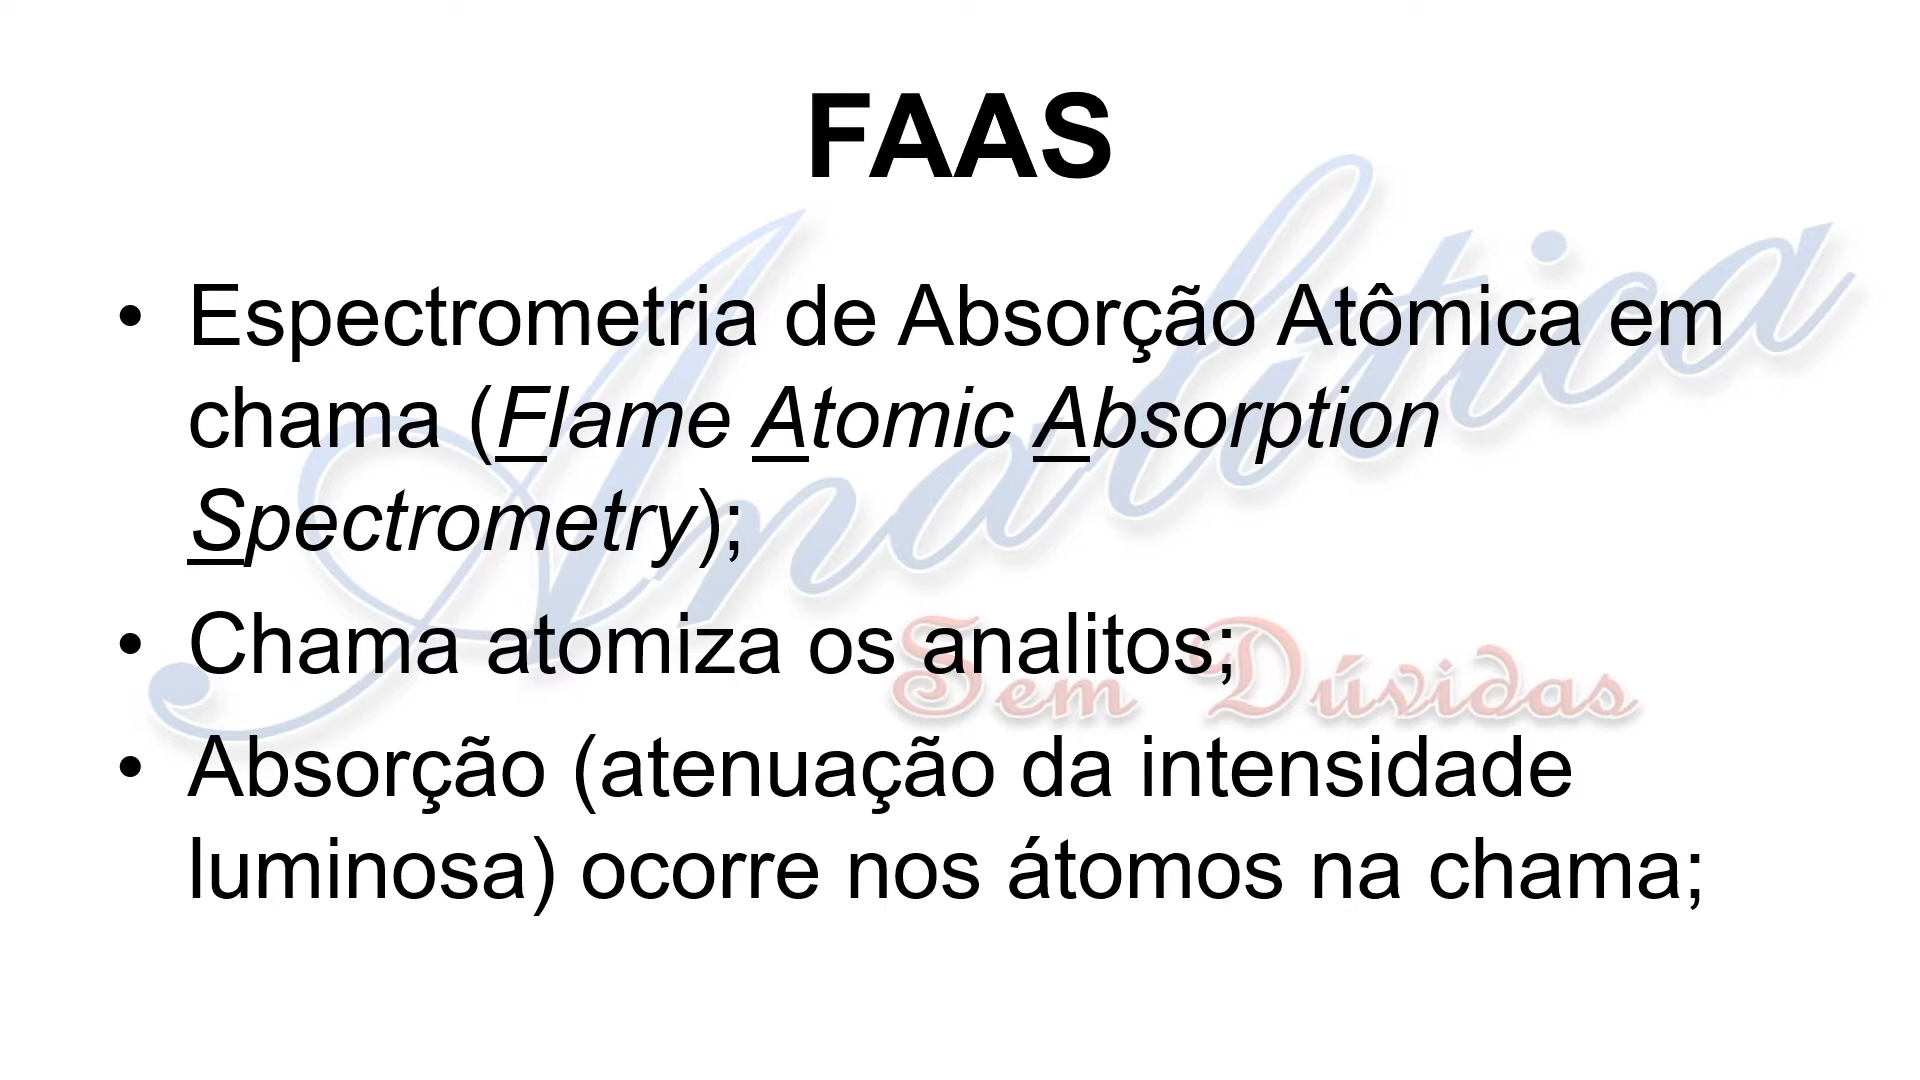 FAAS
• Espectrometria de Absorção Atômica em
chama (Flame Atomic Absorption
Spectrometry);
• Chama atomiza os analitos;
• Absorção (atenuação da intensidade
luminosa) ocorre nos átomos na chama;
Analítica
Sem Dúvidas